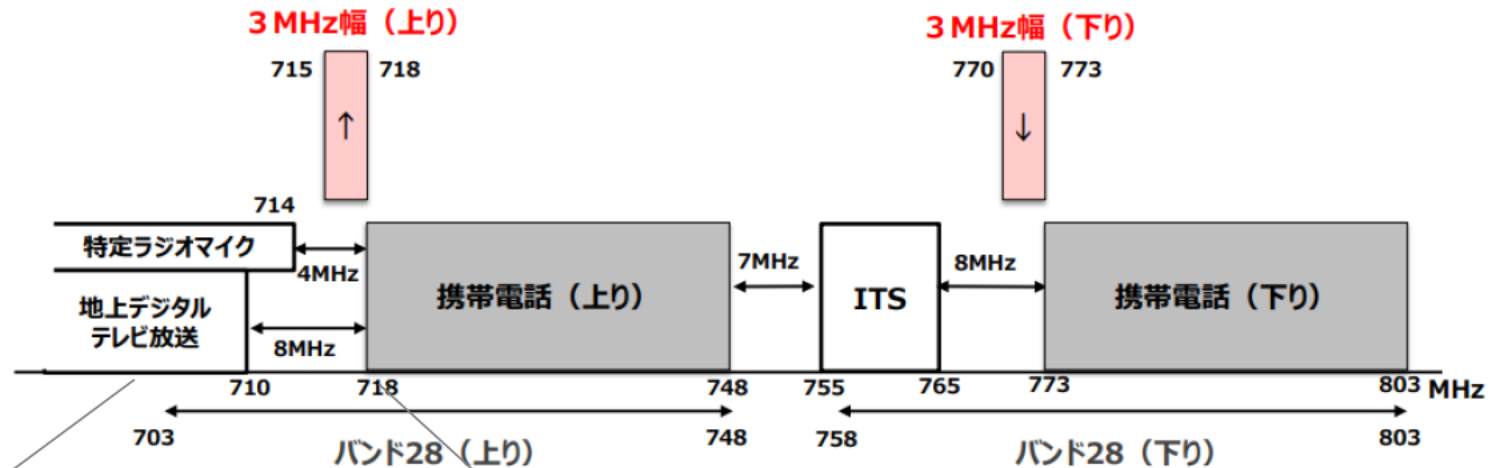 3MHz幅（上り）
3MHz幅（下り）
715
718
770
773
↑
↓
714
特定ラジオマイク
4MHz
地上デジタル
テレビ放送
8MHz
携帯電話（上り）
7MHz
ITS
8MHz
携帯電話（下り）
710
718
748
755
765
773
803
MHz
703
748
758
803
バンド28（上り）
バンド28（下り）